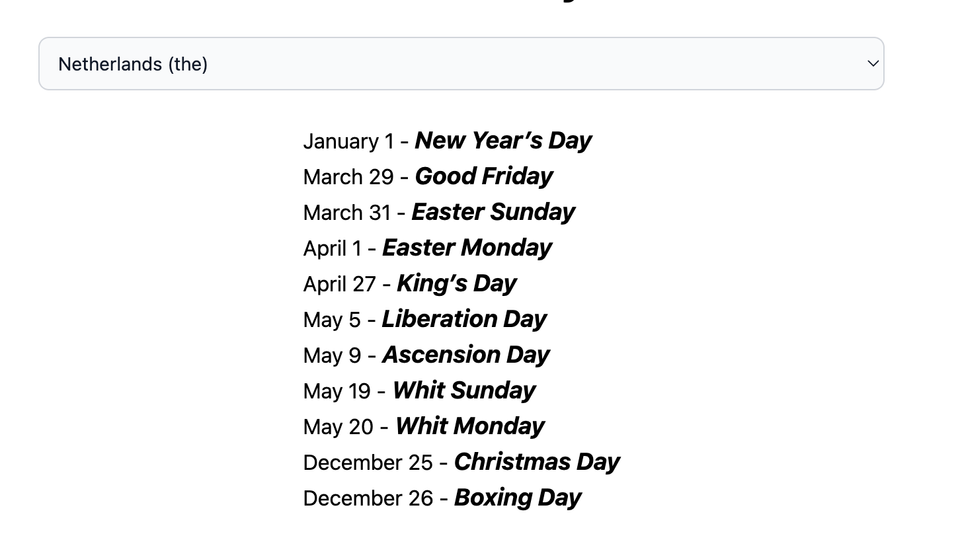 Netherlands (the)
January 1 - New Year's Day
March 29 - Good Friday
March 31 - Easter Sunday
April 1 - Easter Monday
April 27 - King's Day
May 5 - Liberation Day
May 9 - Ascension Day
May 19 - Whit Sunday
May 20 - Whit Monday
December 25 - Christmas Day
December 26 - Boxing Day